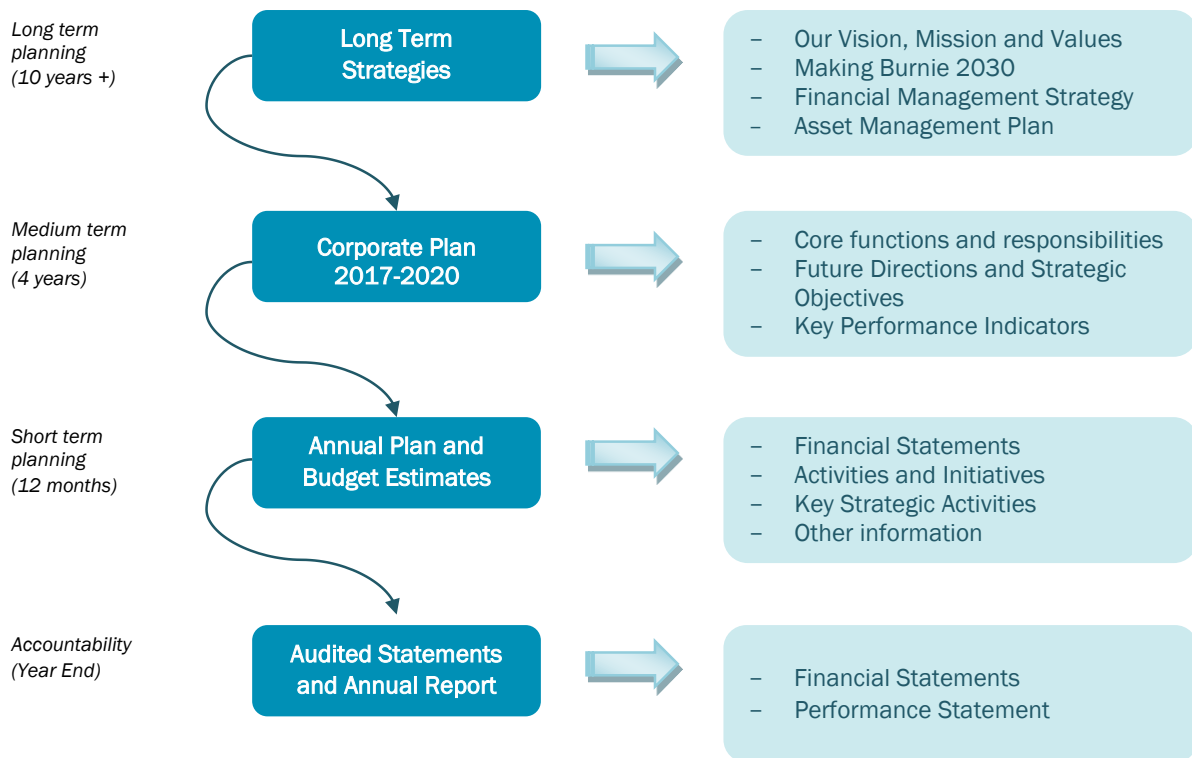 Long term
planning
(10 years +)
Long Term
Strategies
– Our Vision, Mission and Values
– Making Burnie 2030
– Financial Management Strategy
– Asset Management Plan
Medium term
planning
(4 years)
Corporate Plan
2017-2020
– Core functions and responsibilities
– Future Directions and Strategic
Objectives
– Key Performance Indicators
Short term
planning
(12 months)
Annual Plan and
Budget Estimates
– Financial Statements
– Activities and Initiatives
– Key Strategic Activities
– Other information
Accountability
(Year End)
Audited Statements
and Annual Report
– Financial Statements
– Performance Statement